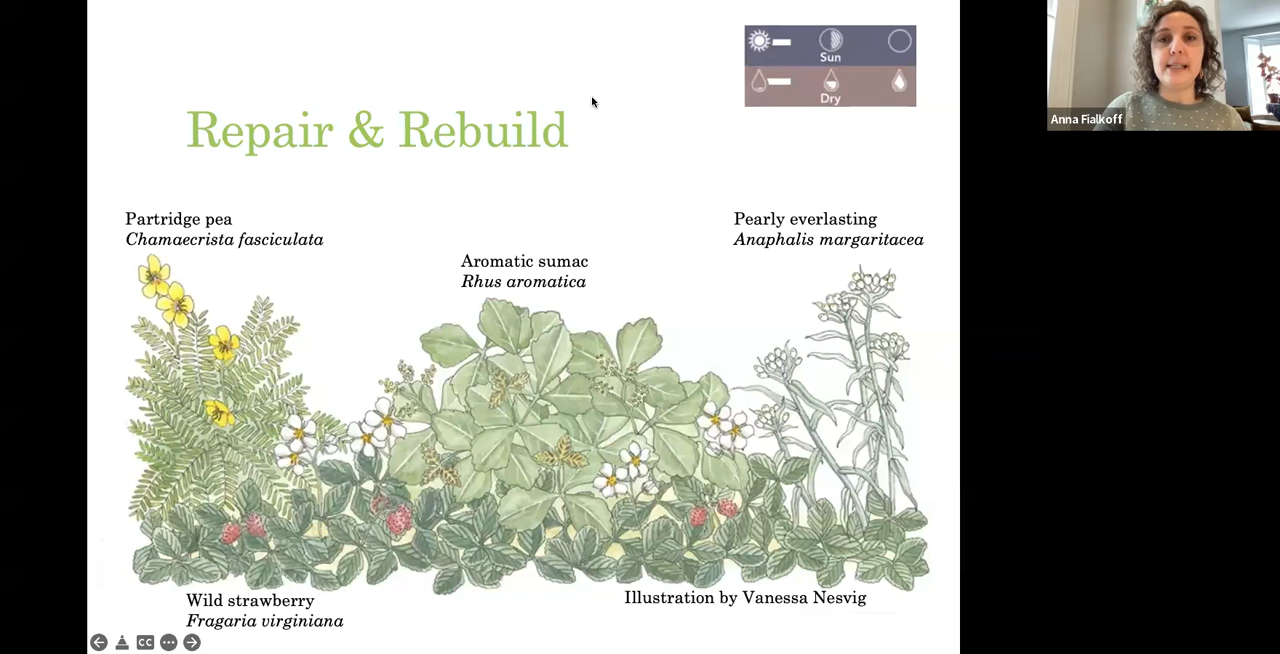 Sun
Dry
Anna Fialkoff
Repair & Rebuild
Partridge pea
Chamaecrista fasciculata
Pearly everlasting
Anaphalis margaritacea
Aromatic sumac
Rhus aromatica
Wild strawberry
Fragaria virginiana
Illustration by Vanessa Nesvig
CC